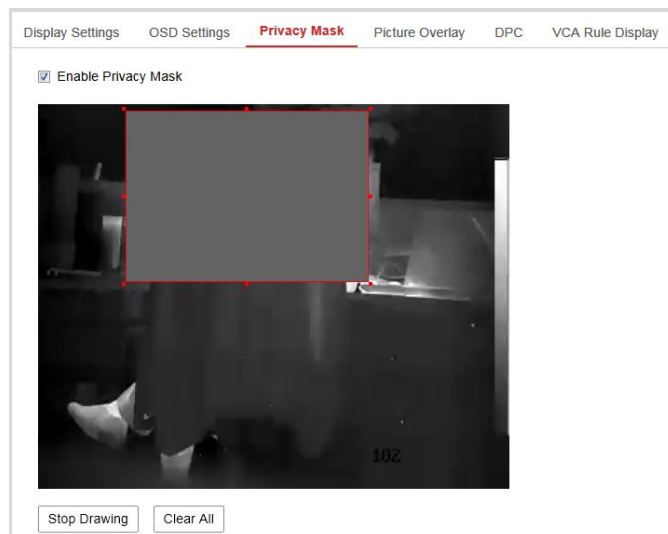 Display Settings OSD Settings Privacy Mask Picture Overlay DPC VCA Rule Display
Enable Privacy Mask
10Z
Stop Drawing Clear All